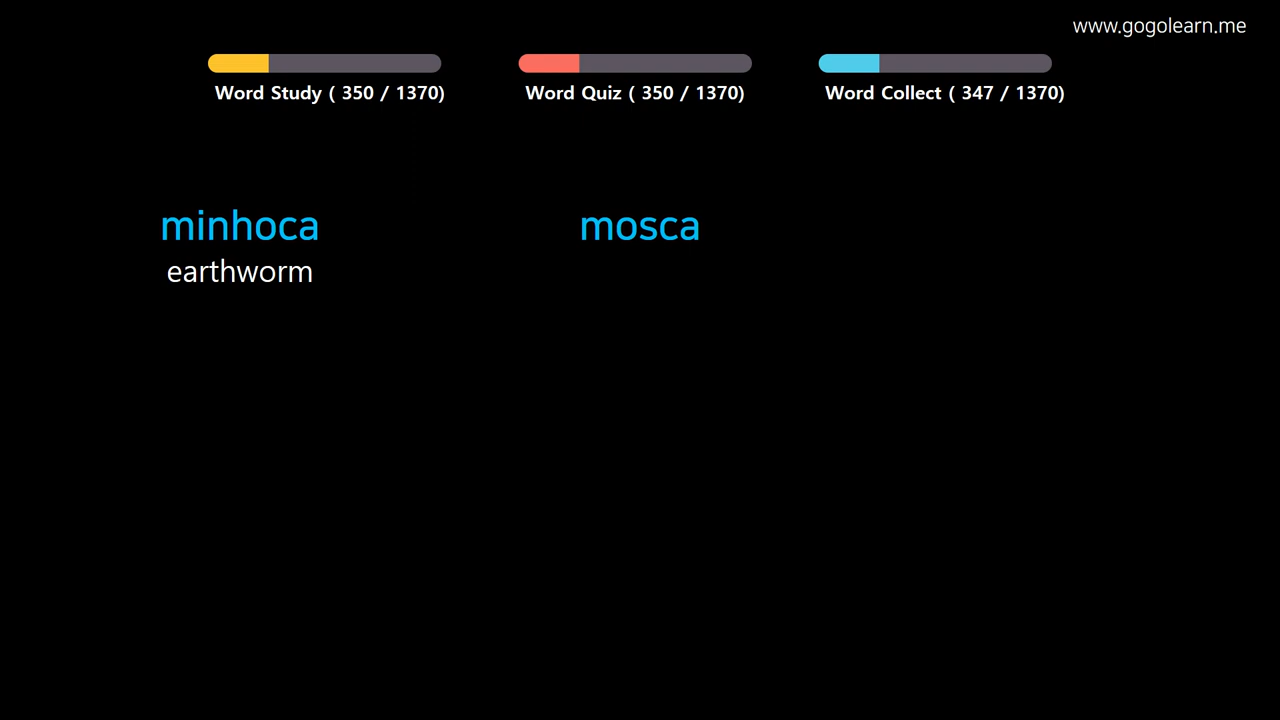 www.gogolearn.me
Word Study ( 350 / 1370)
Word Quiz ( 350 / 1370)
Word Collect ( 347 / 1370)
minhoca
earthworm
mosca